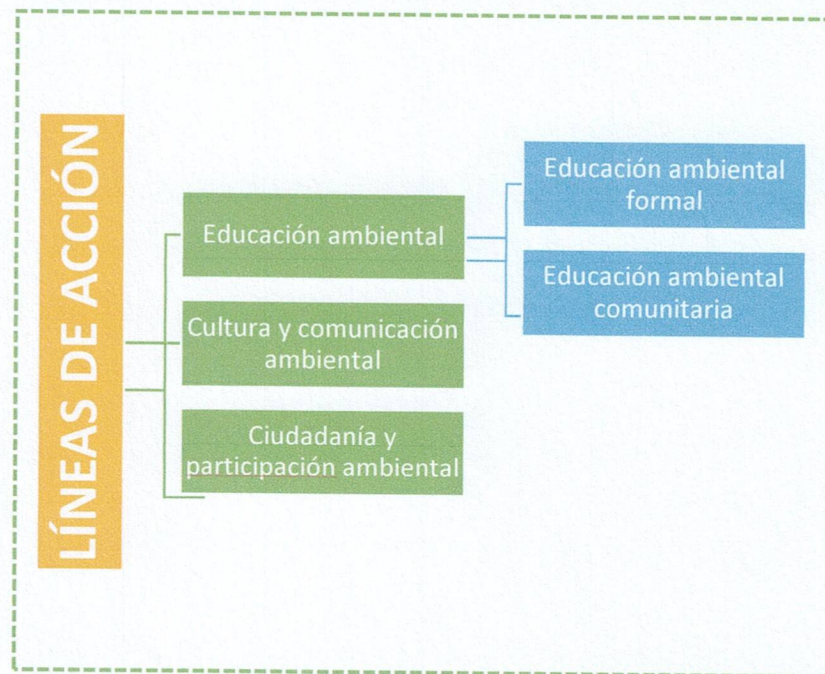 LÍNEAS DE ACCIÓN
Educación ambiental
Cultura y comunicación
ambiental
Ciudadanía y
participación ambiental
Educación ambiental
formal
Educación ambiental
comunitaria